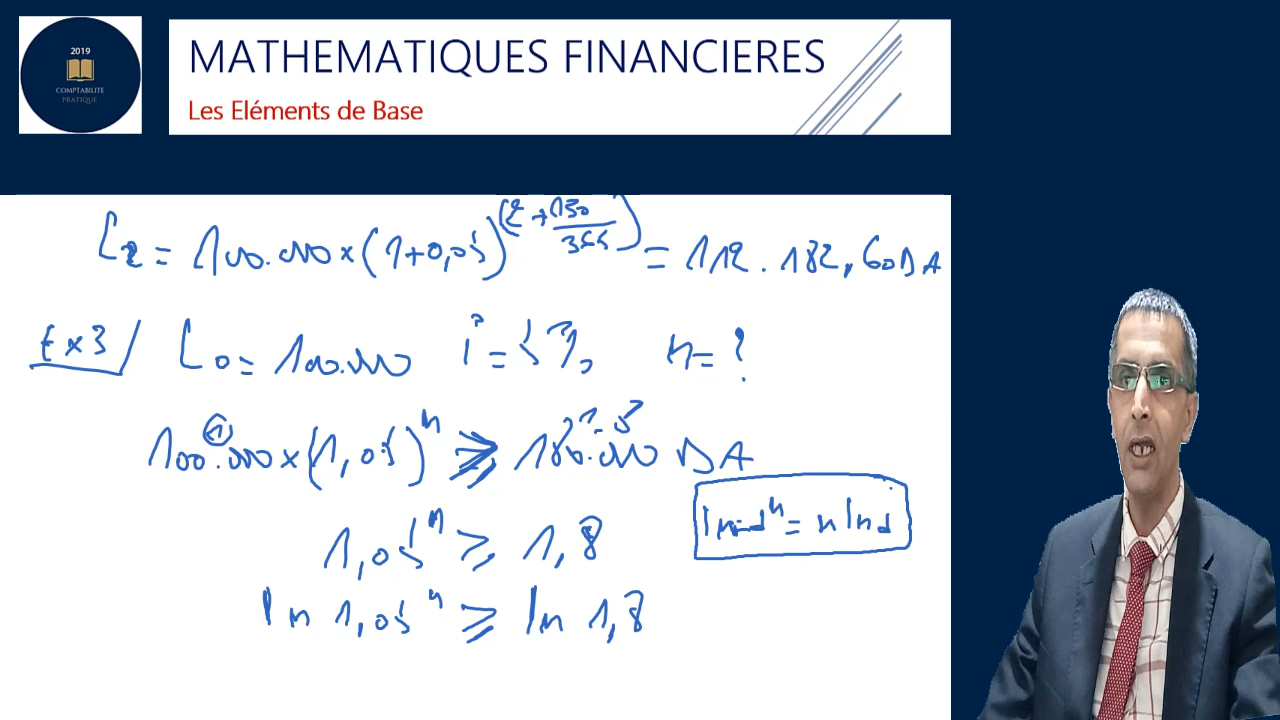 2019
COMPTABILITE
PRATIQUE
MATHEMATIQUES FINANCIERES
Les Eléments de Base
C2 = 100.000 × (1+0,05)^(2 + 130/365) = 112.182,60 DA
Ex3 / C0 = 100.000 i = 5%, n = ?
100.000 × (1,05)^n ≥ 180.000 DA
1,05^n ≥ 1,8
= n ln
ln 1,05^n ≥ ln 1,8